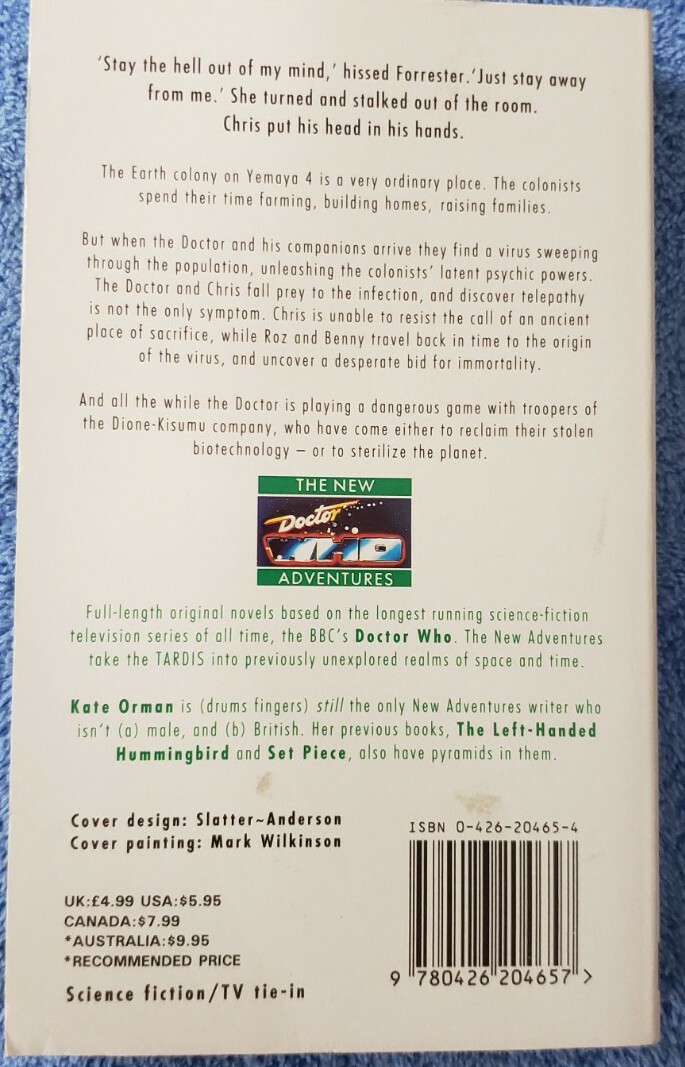 ‘Stay the hell out of my mind,’ hissed Forrester.‘Just stay away
from me.’ She turned and stalked out of the room.
Chris put his head in his hands.
The Earth colony on Yemaya 4 is a very ordinary place. The colonists
spend their time farming, building homes, raising families.
But when the Doctor and his companions arrive they find a virus sweeping
through the population, unleashing the colonists’ latent psychic powers.
The Doctor and Chris fall prey to the infection, and discover telepathy
is not the only symptom. Chris is unable to resist the call of an ancient
place of sacrifice, while Roz and Benny travel back in time to the origin
of the virus, and uncover a desperate bid for immortality.
And all the while the Doctor is playing a dangerous game with troopers of
the Dione-Kisumu company, who have come either to reclaim their stolen
biotechnology – or to sterilize the planet.
THE NEW
Doctor
WHO
ADVENTURES
Full-length original novels based on the longest running science-fiction
television series of all time, the BBC’s Doctor Who. The New Adventures
take the TARDIS into previously unexplored realms of space and time.
Kate Orman is (drums fingers) still the only New Adventures writer who
isn’t (a) male, and (b) British. Her previous books, The Left-Handed
Hummingbird and Set Piece, also have pyramids in them.
Cover design: Slatter~Anderson
Cover painting: Mark Wilkinson
UK:£4.99 USA:$5.95
CANADA:$7.99
*AUSTRALIA:$9.95
*RECOMMENDED PRICE
Science fiction/TV tie-in
ISBN 0-426-20465-4
9 780426 204657 >